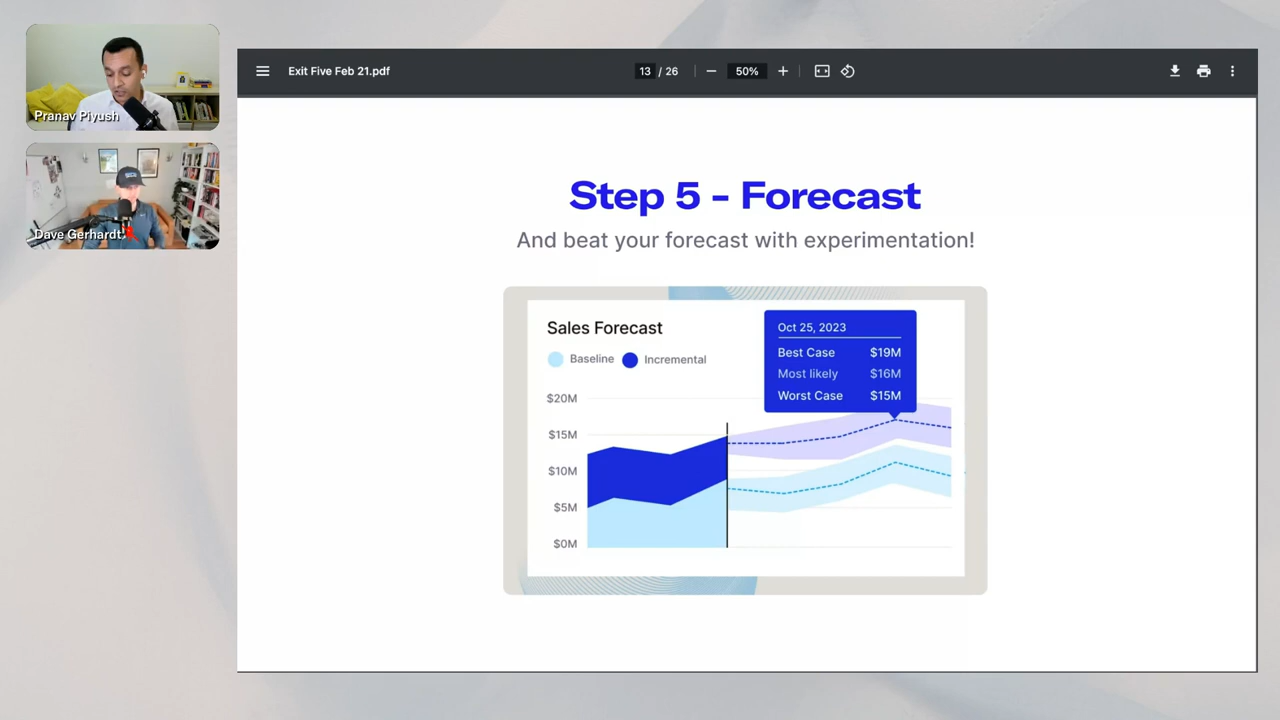 Pranav Piyush
Dave Gerhardt
Exit Five Feb 21.pdf
13 / 26
50%
Step 5 - Forecast
And beat your forecast with experimentation!
Sales Forecast
Baseline
Incremental
Oct 25, 2023
Best Case $19M
Most likely $16M
Worst Case $15M
$20M
$15M
$10M
$5M
$0M